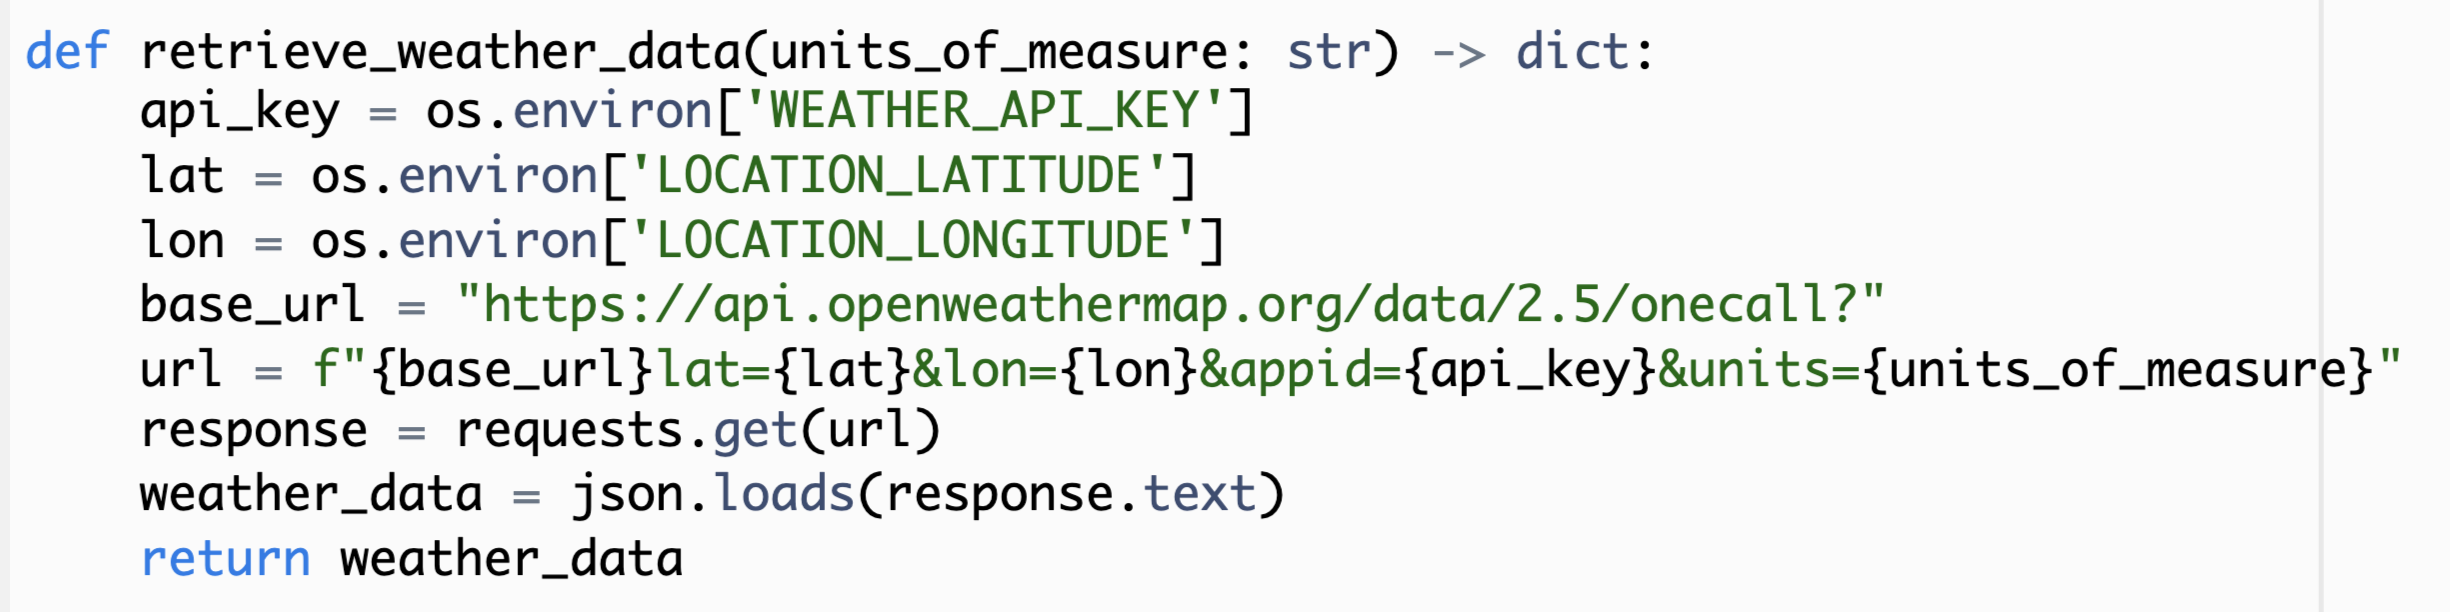 def retrieve_weather_data(units_of_measure: str) -> dict:
    api_key = os.environ['WEATHER_API_KEY']
    lat = os.environ['LOCATION_LATITUDE']
    lon = os.environ['LOCATION_LONGITUDE']
    base_url = "https://api.openweathermap.org/data/2.5/onecall?"
    url = f"{base_url}lat={lat}&lon={lon}&appid={api_key}&units={units_of_measure}"
    response = requests.get(url)
    weather_data = json.loads(response.text)
    return weather_data